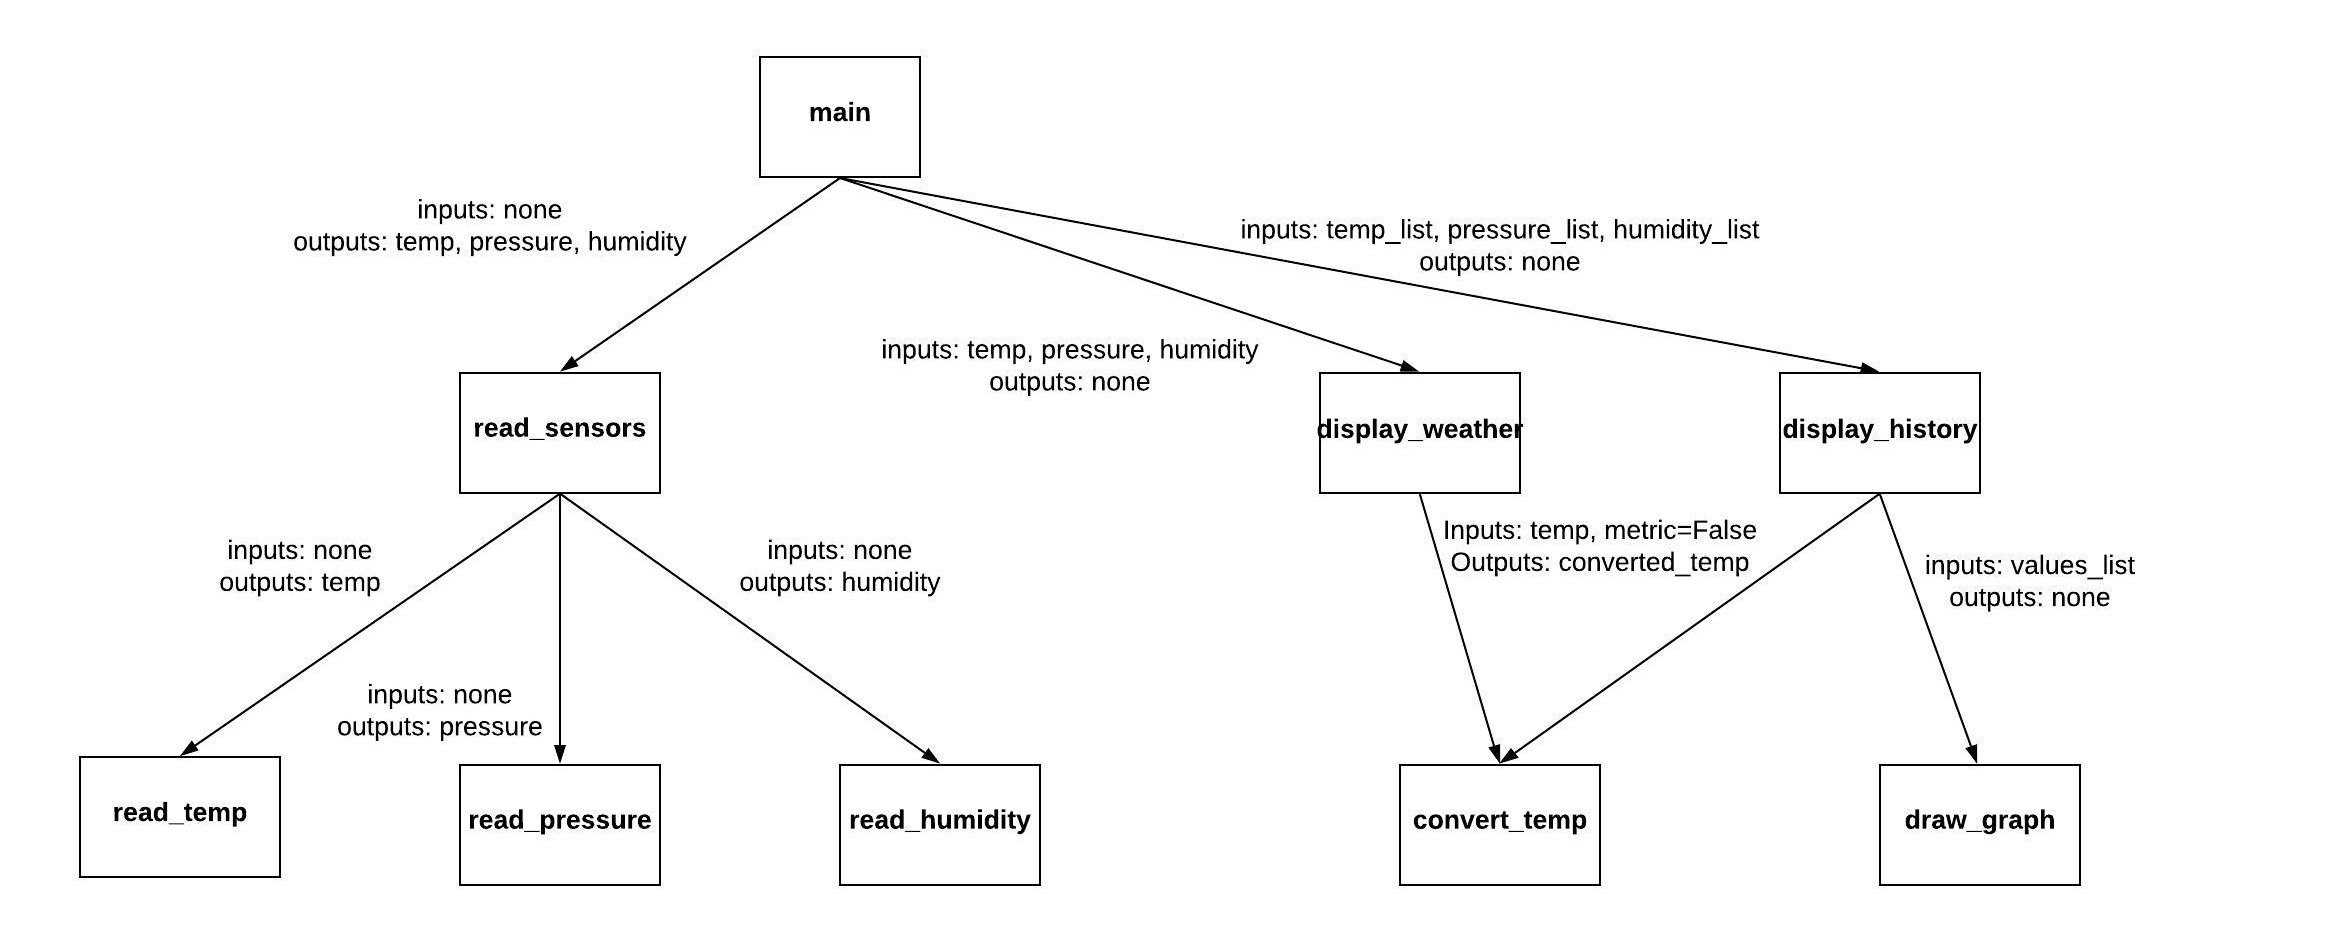 main
inputs: none
outputs: temp, pressure, humidity
inputs: temp_list, pressure_list, humidity_list
outputs: none
inputs: temp, pressure, humidity
outputs: none
read_sensors
display_weather
display_history
inputs: none
outputs: temp
inputs: none
outputs: humidity
Inputs: temp, metric=False
Outputs: converted_temp
inputs: values_list
outputs: none
inputs: none
outputs: pressure
read_temp
read_pressure
read_humidity
convert_temp
draw_graph